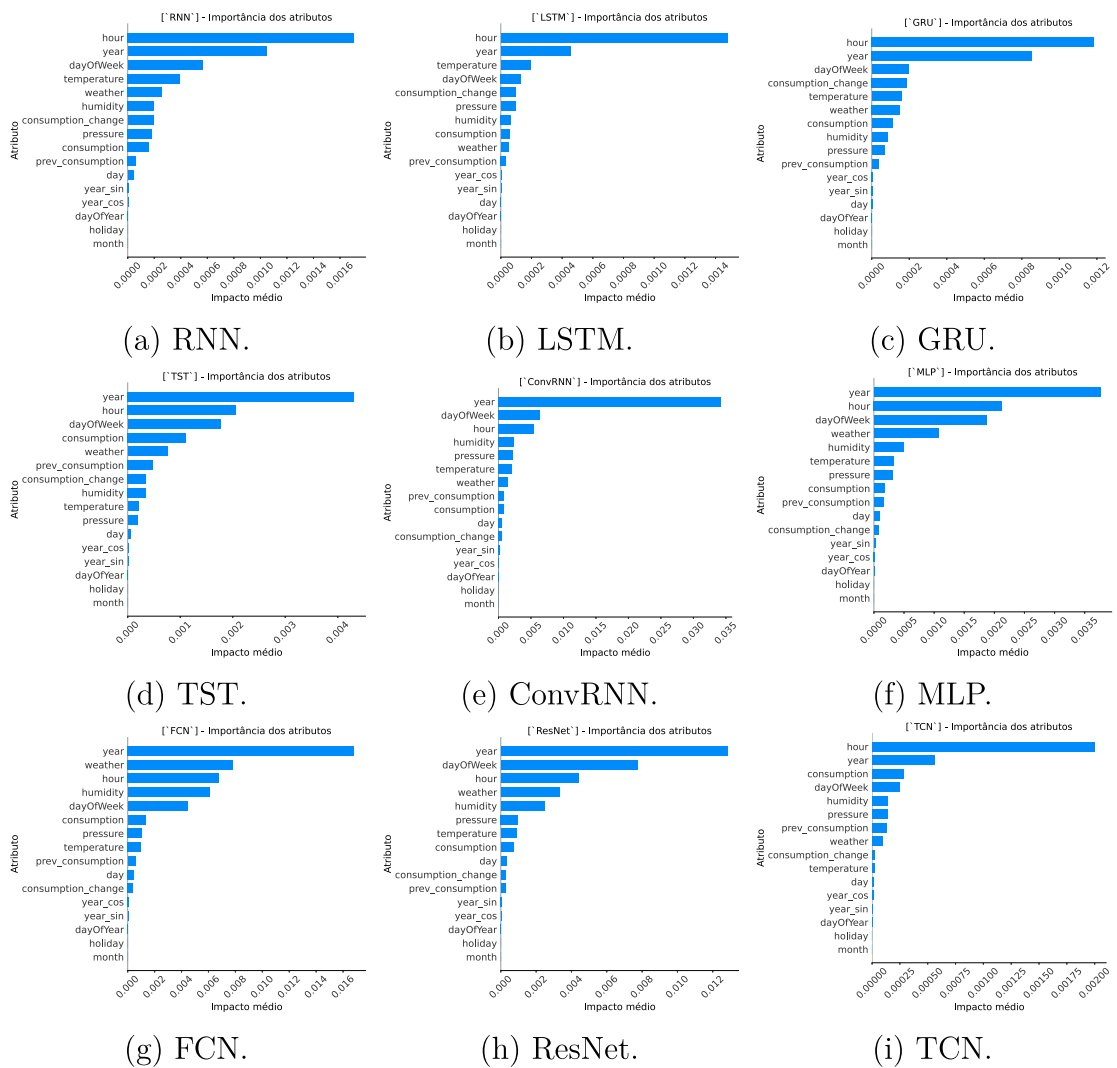 [`RNN`] - Importância dos atributos
Atributo
hour
year
dayOfWeek
temperature
weather
humidity
consumption_change
pressure
consumption
prev_consumption
day
year_sin
year_cos
dayOfYear
holiday
month
0.0000 0.0002 0.0004 0.0006 0.0008 0.0010 0.0012 0.0014 0.0016
Impacto médio
(a) RNN.
[`LSTM`] - Importância dos atributos
Atributo
hour
year
temperature
dayOfWeek
consumption_change
pressure
humidity
consumption
weather
prev_consumption
year_cos
year_sin
day
dayOfYear
holiday
month
0.0000 0.0002 0.0004 0.0006 0.0008 0.0010 0.0012 0.0014
Impacto médio
(b) LSTM.
[`GRU`] - Importância dos atributos
Atributo
hour
year
dayOfWeek
consumption_change
temperature
weather
consumption
humidity
pressure
prev_consumption
year_cos
year_sin
day
dayOfYear
holiday
month
0.0000 0.0002 0.0004 0.0006 0.0008 0.0010 0.0012
Impacto médio
(c) GRU.
[`TST`] - Importância dos atributos
Atributo
year
hour
dayOfWeek
consumption
weather
prev_consumption
consumption_change
humidity
temperature
pressure
day
year_cos
year_sin
dayOfYear
holiday
month
0.000 0.001 0.002 0.003 0.004
Impacto médio
(d) TST.
[`ConvRNN`] - Importância dos atributos
Atributo
year
dayOfWeek
hour
humidity
pressure
temperature
weather
prev_consumption
consumption
day
consumption_change
year_sin
year_cos
dayOfYear
holiday
month
0.000 0.005 0.010 0.015 0.020 0.025 0.030 0.035
Impacto médio
(e) ConvRNN.
[`MLP`] - Importância dos atributos
Atributo
year
hour
dayOfWeek
weather
humidity
temperature
pressure
consumption
prev_consumption
day
consumption_change
year_sin
year_cos
dayOfYear
holiday
month
0.0000 0.0005 0.0010 0.0015 0.0020 0.0025 0.0030 0.0035
Impacto médio
(f) MLP.
[`FCN`] - Importância dos atributos
Atributo
year
weather
hour
humidity
dayOfWeek
consumption
pressure
temperature
prev_consumption
day
consumption_change
year_cos
year_sin
dayOfYear
holiday
month
0.000 0.002 0.004 0.006 0.008 0.010 0.012 0.014 0.016
Impacto médio
(g) FCN.
[`ResNet`] - Importância dos atributos
Atributo
year
dayOfWeek
hour
weather
humidity
pressure
temperature
consumption
day
consumption_change
prev_consumption
year_sin
year_cos
dayOfYear
holiday
month
0.000 0.002 0.004 0.006 0.008 0.010 0.012
Impacto médio
(h) ResNet.
[`TCN`] - Importância dos atributos
Atributo
hour
year
consumption
dayOfWeek
humidity
pressure
prev_consumption
weather
consumption_change
temperature
day
year_cos
year_sin
dayOfYear
holiday
month
0.00000 0.00025 0.00050 0.00075 0.00100 0.00125 0.00150 0.00175 0.00200
Impacto médio
(i) TCN.